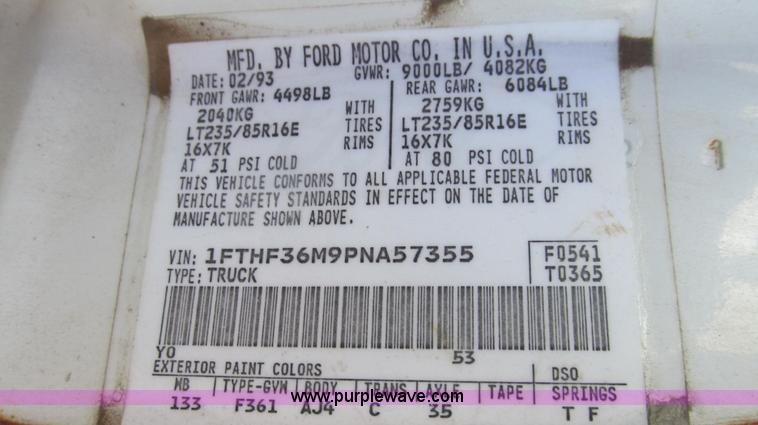 MFD. BY FORD MOTOR CO. IN U.S.A.
DATE: 02/93 GVWR: 9000LB/ 4082KG
FRONT GAWR: 4498LB REAR GAWR: 6084LB
2040KG WITH 2759KG WITH
LT235/85R16E TIRES LT235/85R16E TIRES
16X7K RIMS 16X7K RIMS
AT 51 PSI COLD AT 80 PSI COLD
THIS VEHICLE CONFORMS TO ALL APPLICABLE FEDERAL MOTOR
VEHICLE SAFETY STANDARDS IN EFFECT ON THE DATE OF
MANUFACTURE SHOWN ABOVE.
VIN: 1FTHF36M9PNA57355 F0541
TYPE: TRUCK T0365
YO 53
EXTERIOR PAINT COLORS DSO
WB TYPE-GVW BODY TRANS AXLE TAPE SPRINGS
133 F361 AJ4 C 35 T F
www.purplewave.com